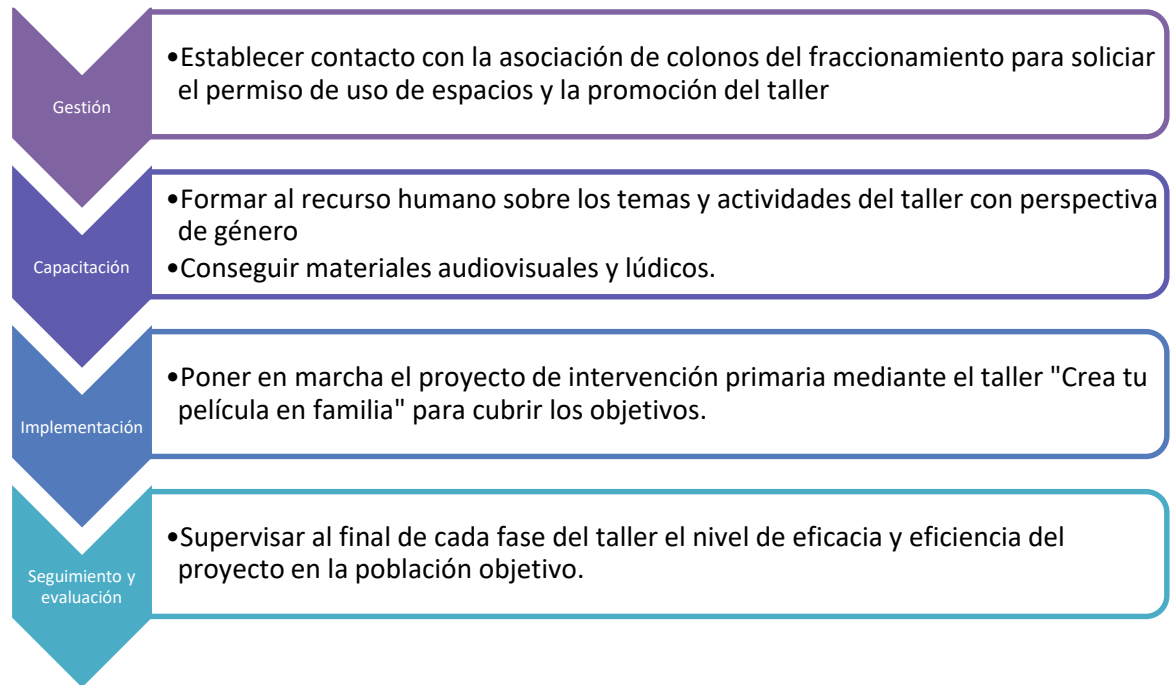 Gestión
•Establecer contacto con la asociación de colonos del fraccionamiento para soliciar
el permiso de uso de espacios y la promoción del taller
Capacitación
•Formar al recurso humano sobre los temas y actividades del taller con perspectiva
de género
•Conseguir materiales audiovisuales y lúdicos.
Implementación
•Poner en marcha el proyecto de intervención primaria mediante el taller "Crea tu
película en familia" para cubrir los objetivos.
Seguimiento y
evaluación
•Supervisar al final de cada fase del taller el nivel de eficacia y eficiencia del
proyecto en la población objetivo.